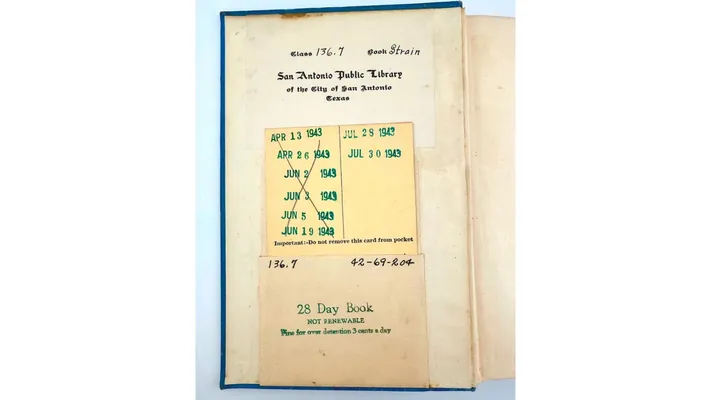 Class 136.7 Book Strain
San Antonio Public Library
of the City of San Antonio
Texas
APR 13 1943
APR 26 1943
JUN 2 1943
JUN 3 1943
JUN 5 1943
JUN 19 1943
JUL 28 1943
JUL 30 1943
Important:-Do not remove this card from pocket
136.7 42-69-204
28 Day Book
NOT RENEWABLE
Fine for over detention 3 cents a day